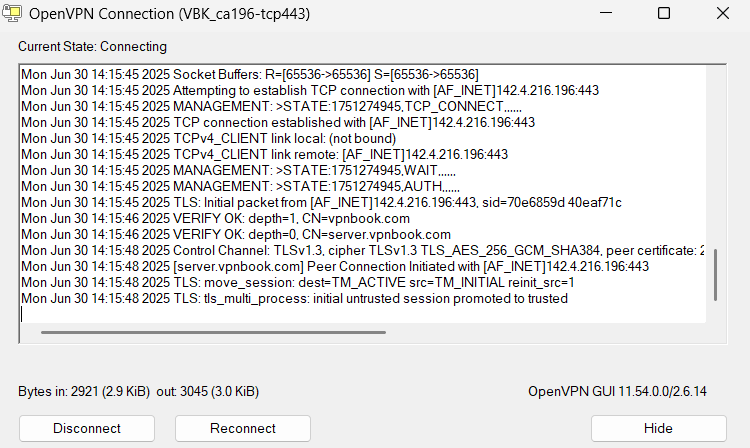 OpenVPN Connection (VBK_ca196-tcp443)
Current State: Connecting
Mon Jun 30 14:15:45 2025 Socket Buffers: R=[65536->65536] S=[65536->65536]
Mon Jun 30 14:15:45 2025 Attempting to establish TCP connection with [AF_INET]142.4.216.196:443
Mon Jun 30 14:15:45 2025 MANAGEMENT: >STATE:1751274945,TCP_CONNECT,,,,,,
Mon Jun 30 14:15:45 2025 TCP connection established with [AF_INET]142.4.216.196:443
Mon Jun 30 14:15:45 2025 TCPv4_CLIENT link local: (not bound)
Mon Jun 30 14:15:45 2025 TCPv4_CLIENT link remote: [AF_INET]142.4.216.196:443
Mon Jun 30 14:15:45 2025 MANAGEMENT: >STATE:1751274945,WAIT,,,,,,
Mon Jun 30 14:15:45 2025 MANAGEMENT: >STATE:1751274945,AUTH,,,,,,
Mon Jun 30 14:15:45 2025 TLS: Initial packet from [AF_INET]142.4.216.196:443, sid=70e6859d 40eaf71c
Mon Jun 30 14:15:46 2025 VERIFY OK: depth=1, CN=vpnbook.com
Mon Jun 30 14:15:46 2025 VERIFY OK: depth=0, CN=server.vpnbook.com
Mon Jun 30 14:15:48 2025 Control Channel: TLSv1.3, cipher TLSv1.3 TLS_AES_256_GCM_SHA384, peer certificate: 2
Mon Jun 30 14:15:48 2025 [server.vpnbook.com] Peer Connection Initiated with [AF_INET]142.4.216.196:443
Mon Jun 30 14:15:48 2025 TLS: move_session: dest=TM_ACTIVE src=TM_INITIAL reinit_src=1
Mon Jun 30 14:15:48 2025 TLS: tls_multi_process: initial untrusted session promoted to trusted
Bytes in: 2921 (2.9 KiB)  out: 3045 (3.0 KiB)
OpenVPN GUI 11.54.0.0/2.6.14
Disconnect
Reconnect
Hide